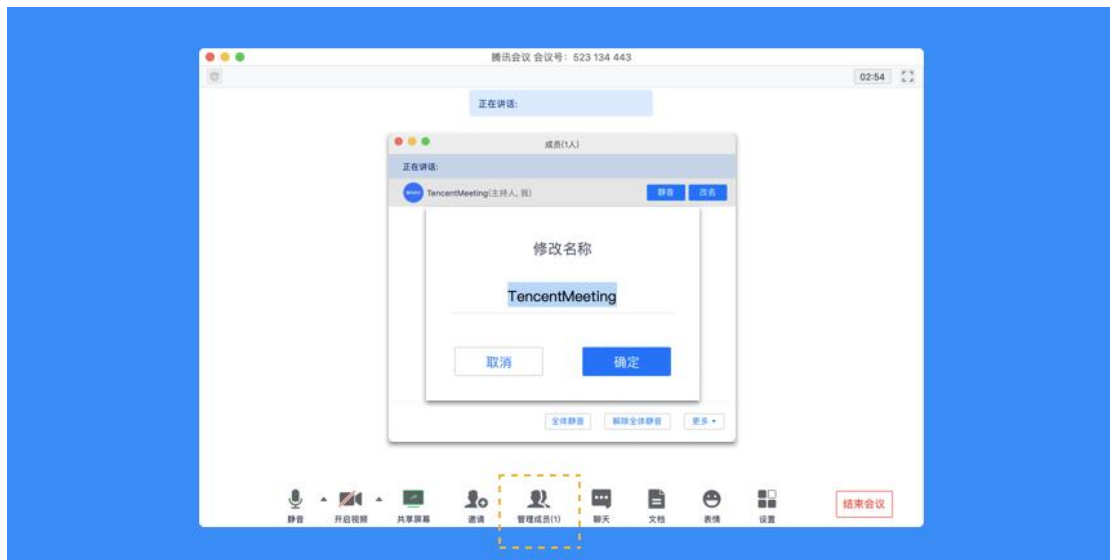 腾讯会议 会议号：523 134 443
02:54
正在讲话:
成员(1人)
正在讲话:
TencentMeeting(主持人, 我)
静音 改名
修改名称
TencentMeeting
取消 确定
全体静音 解除全体静音 更多
静音 开启视频 共享屏幕 邀请 管理成员(1) 聊天 文档 表情 设置 结束会议